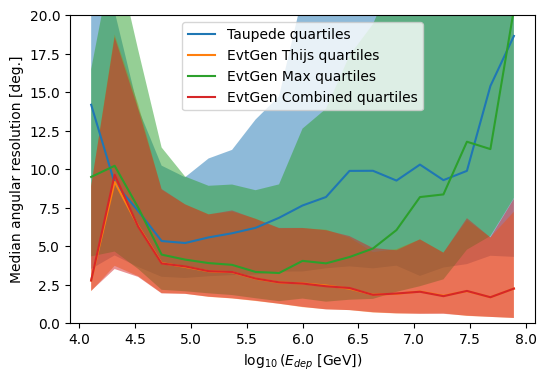 20.0
17.5
15.0
12.5
10.0
7.5
5.0
2.5
0.0
Median angular resolution [deg.]
Taupede quartiles
EvtGen Thijs quartiles
EvtGen Max quartiles
EvtGen Combined quartiles
4.0 4.5 5.0 5.5 6.0 6.5 7.0 7.5 8.0
log₁₀(E_dep [GeV])